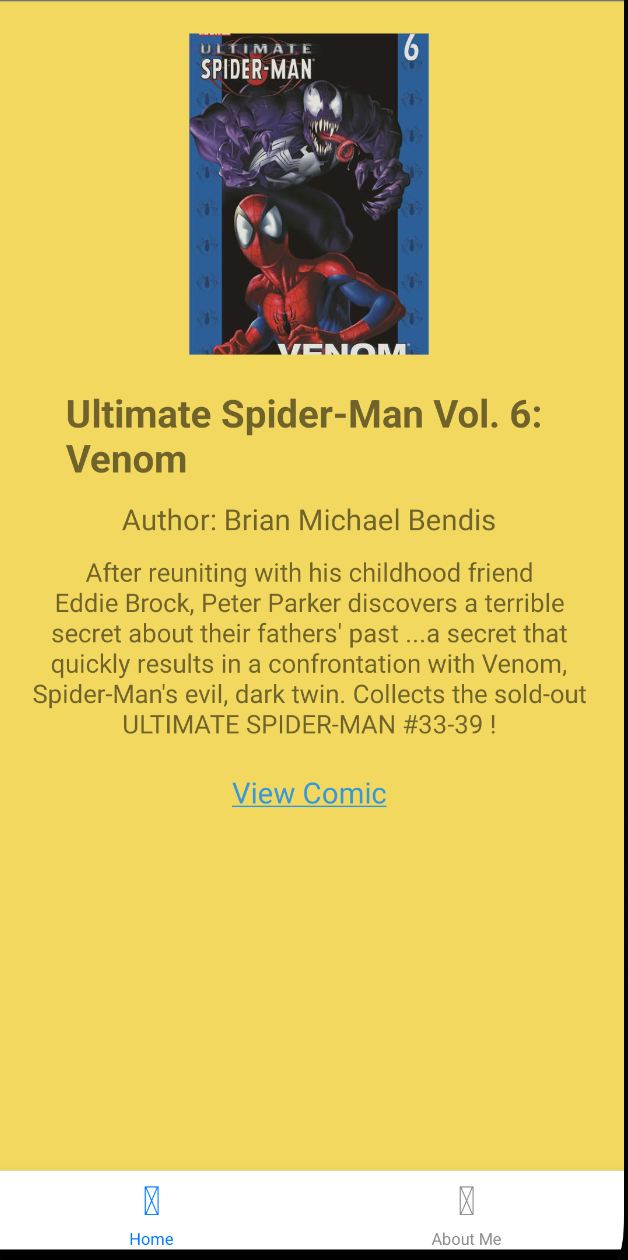 6
ULTIMATE
SPIDER-MAN
VENOM
Ultimate Spider-Man Vol. 6:
Venom
Author: Brian Michael Bendis
After reuniting with his childhood friend
Eddie Brock, Peter Parker discovers a terrible
secret about their fathers' past ...a secret that
quickly results in a confrontation with Venom,
Spider-Man's evil, dark twin. Collects the sold-out
ULTIMATE SPIDER-MAN #33-39 !
View Comic
Home
About Me